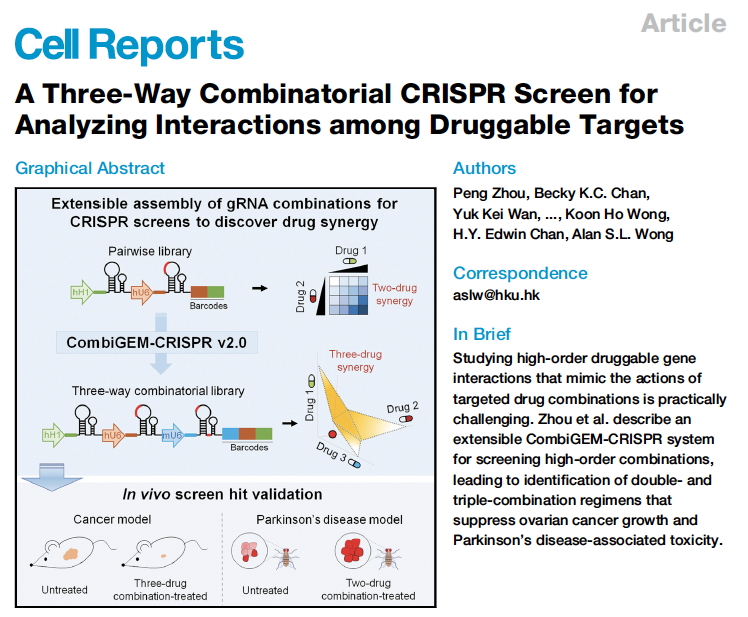 Article
Cell Reports
A Three-Way Combinatorial CRISPR Screen for
Analyzing Interactions among Druggable Targets
Graphical Abstract
Extensible assembly of gRNA combinations for
CRISPR screens to discover drug synergy
Pairwise library
hH1
hU6
Barcodes
Drug 1
Drug 2
Two-drug
synergy
CombiGEM-CRISPR v2.0
Three-way combinatorial library
hH1
hU6
mU6
Barcodes
Three-drug
synergy
Drug 1
Drug 2
Drug 3
In vivo screen hit validation
Cancer model
Parkinson's disease model
Untreated
Three-drug
combination-treated
Untreated
Two-drug
combination-treated
Authors
Peng Zhou, Becky K.C. Chan,
Yuk Kei Wan, ..., Koon Ho Wong,
H.Y. Edwin Chan, Alan S.L. Wong
Correspondence
aslw@hku.hk
In Brief
Studying high-order druggable gene
interactions that mimic the actions of
targeted drug combinations is practically
challenging. Zhou et al. describe an
extensible CombiGEM-CRISPR system
for screening high-order combinations,
leading to identification of double- and
triple-combination regimens that
suppress ovarian cancer growth and
Parkinson's disease-associated toxicity.